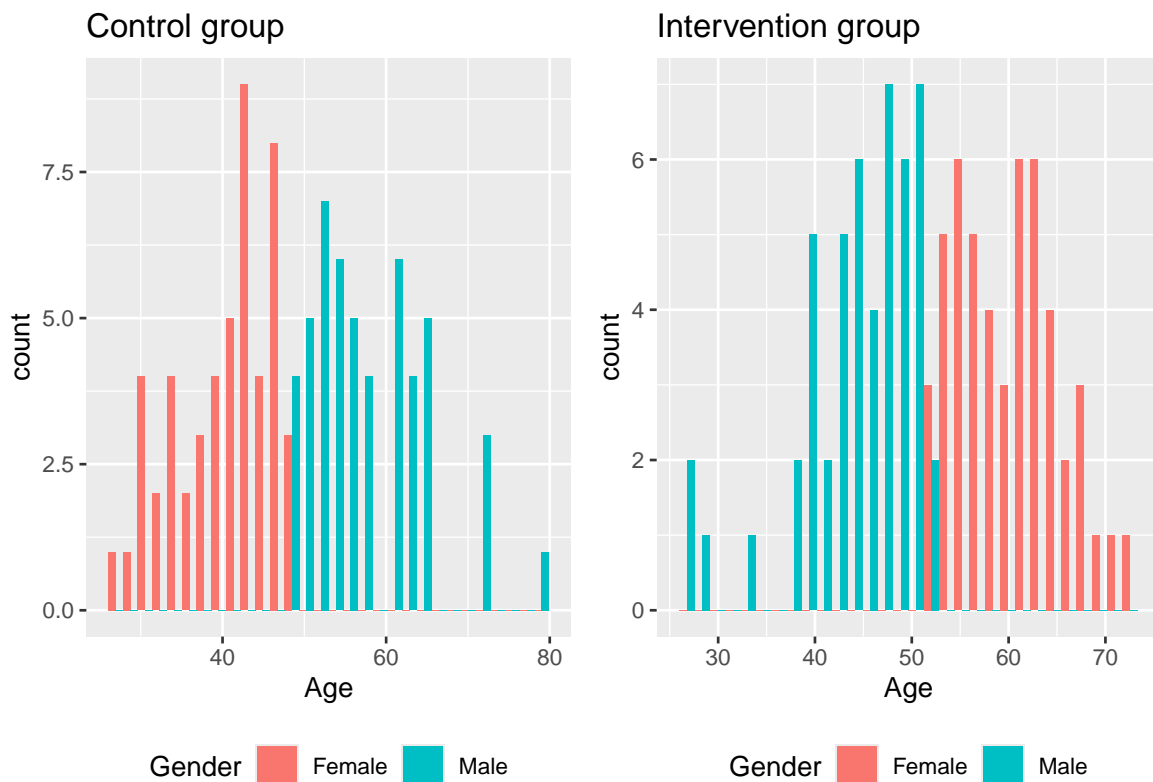 Control group
7.5
5.0
2.5
0.0
count
40 60 80
Age
Gender Female Male
Intervention group
6
4
2
0
count
30 40 50 60 70
Age
Gender Female Male